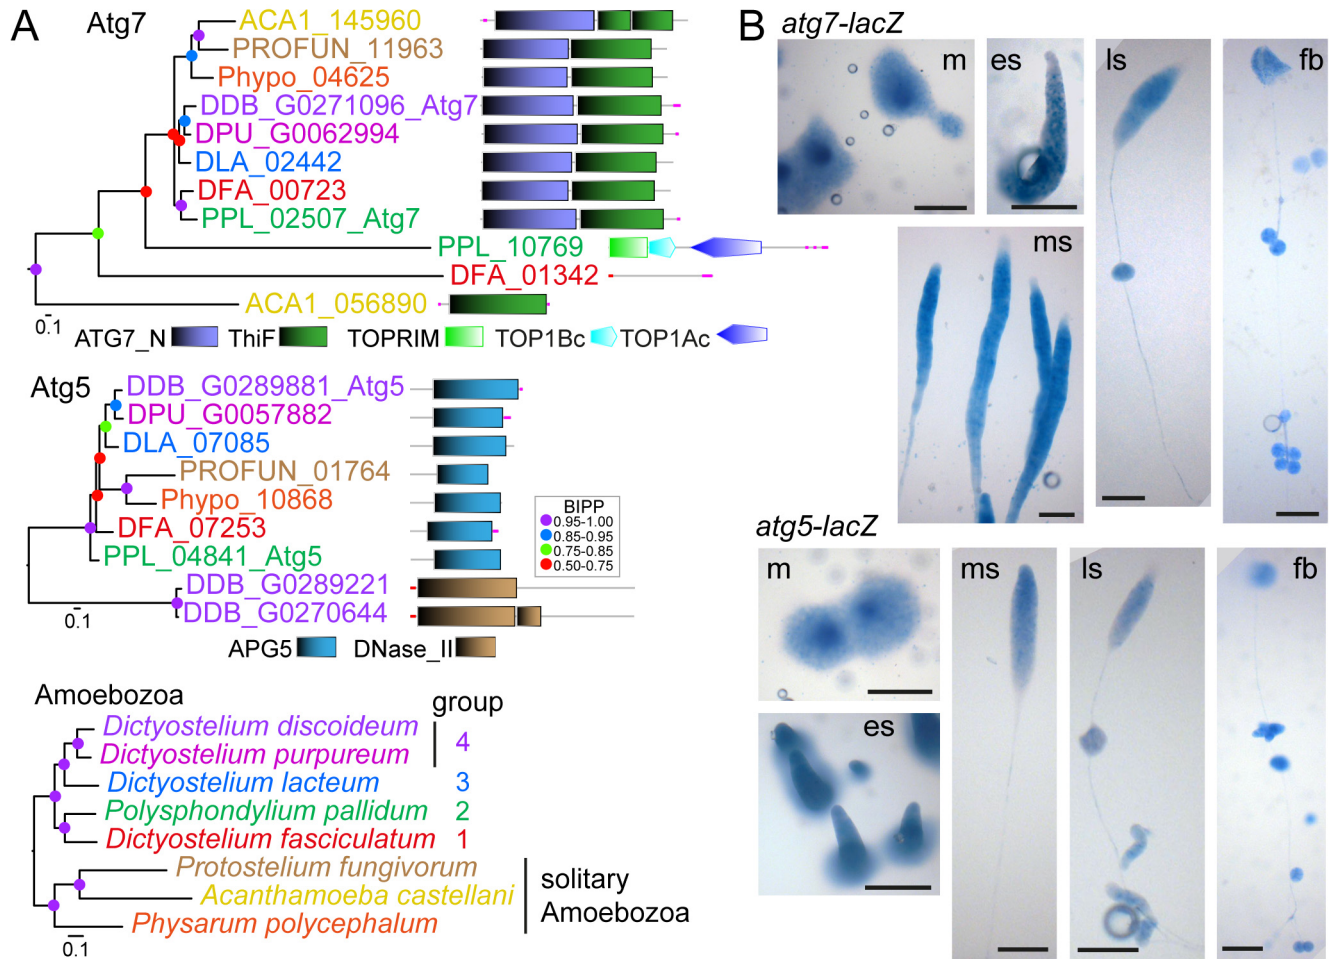 A
Atg7
ACA1_145960
PROFUN_11963
Phypo_04625
DDB_G0271096_Atg7
DPU_G0062994
DLA_02442
DFA_00723
PPL_02507_Atg7
PPL_10769
DFA_01342
ACA1_056890
0.1
ATG7_N ThiF TOPRIM TOP1Bc TOP1Ac
Atg5
DDB_G0289881_Atg5
DPU_G0057882
DLA_07085
PROFUN_01764
Phypo_10868
DFA_07253
PPL_04841_Atg5
DDB_G0289221
DDB_G0270644
0.1
APG5 DNase_II
BIPP
0.95-1.00
0.85-0.95
0.75-0.85
0.50-0.75
Amoebozoa
group
Dictyostelium discoideum
Dictyostelium purpureum
4
Dictyostelium lacteum 3
Polysphondylium pallidum 2
Dictyostelium fasciculatum 1
Protostelium fungivorum
Acanthamoeba castellani
Physarum polycephalum
solitary
Amoebozoa
0.1
B
atg7-lacZ
m
es
ls
fb
ms
atg5-lacZ
m
ms
ls
fb
es